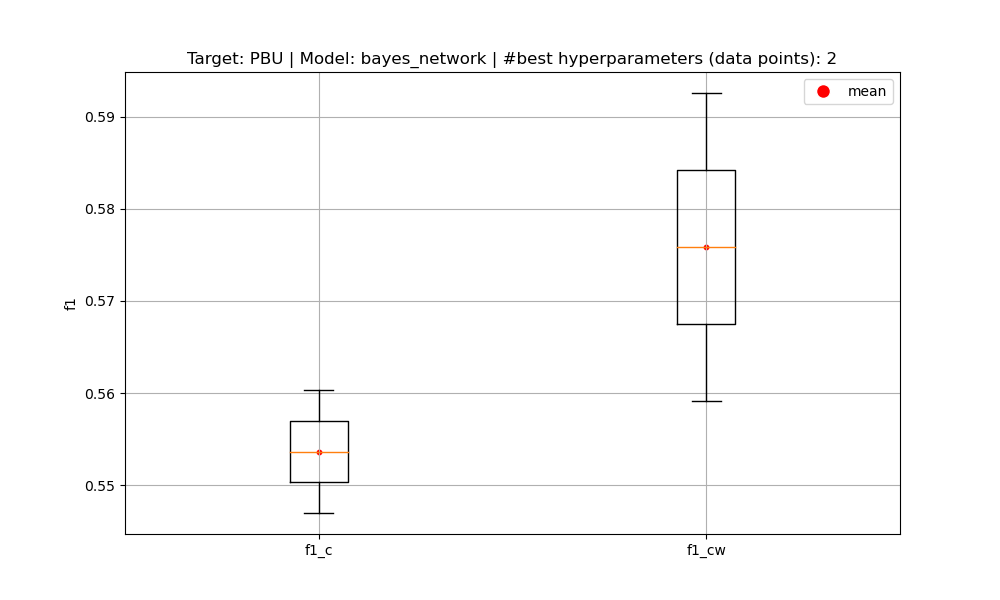 Target: PBU | Model: bayes_network | #best hyperparameters (data points): 2
mean
0.59
0.58
0.57
0.56
0.55
f1
f1_c
f1_cw